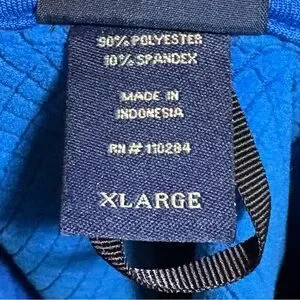 90% POLYESTER
10% SPANDEX
MADE IN
INDONESIA
RN #110284
XLARGE